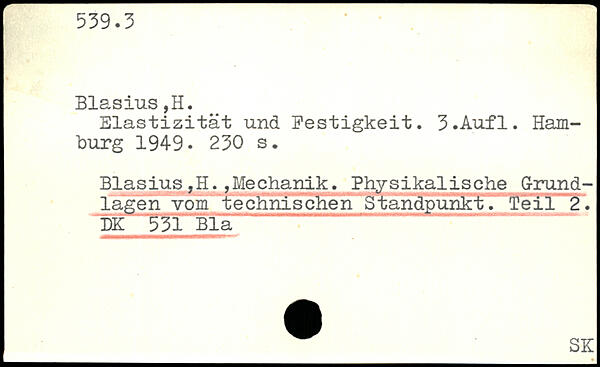 539.3
Blasius,H.
Elastizität und Festigkeit. 3.Aufl. Ham-
burg 1949. 230 s.
Blasius,H.,Mechanik. Physikalische Grund-
lagen vom technischen Standpunkt. Teil 2.
DK 531 Bla
SK